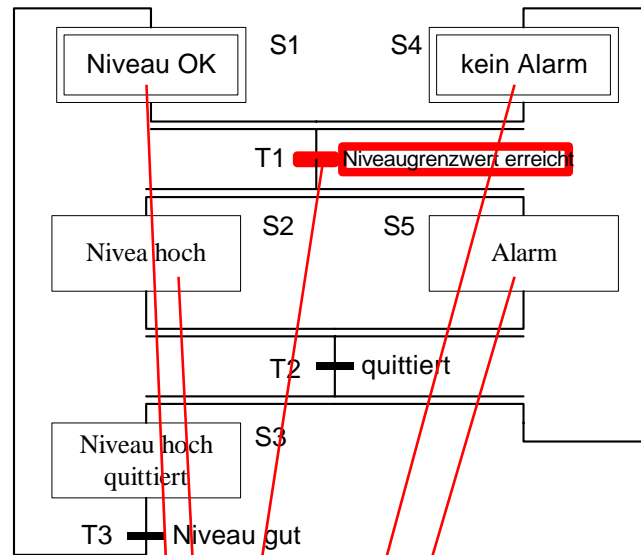 Niveau OK
S1
S4
kein Alarm
T1
Niveaugrenzwert erreicht
Nivea hoch
S2
S5
Alarm
T2
quittiert
Niveau hoch
quittiert
S3
T3
Niveau gut